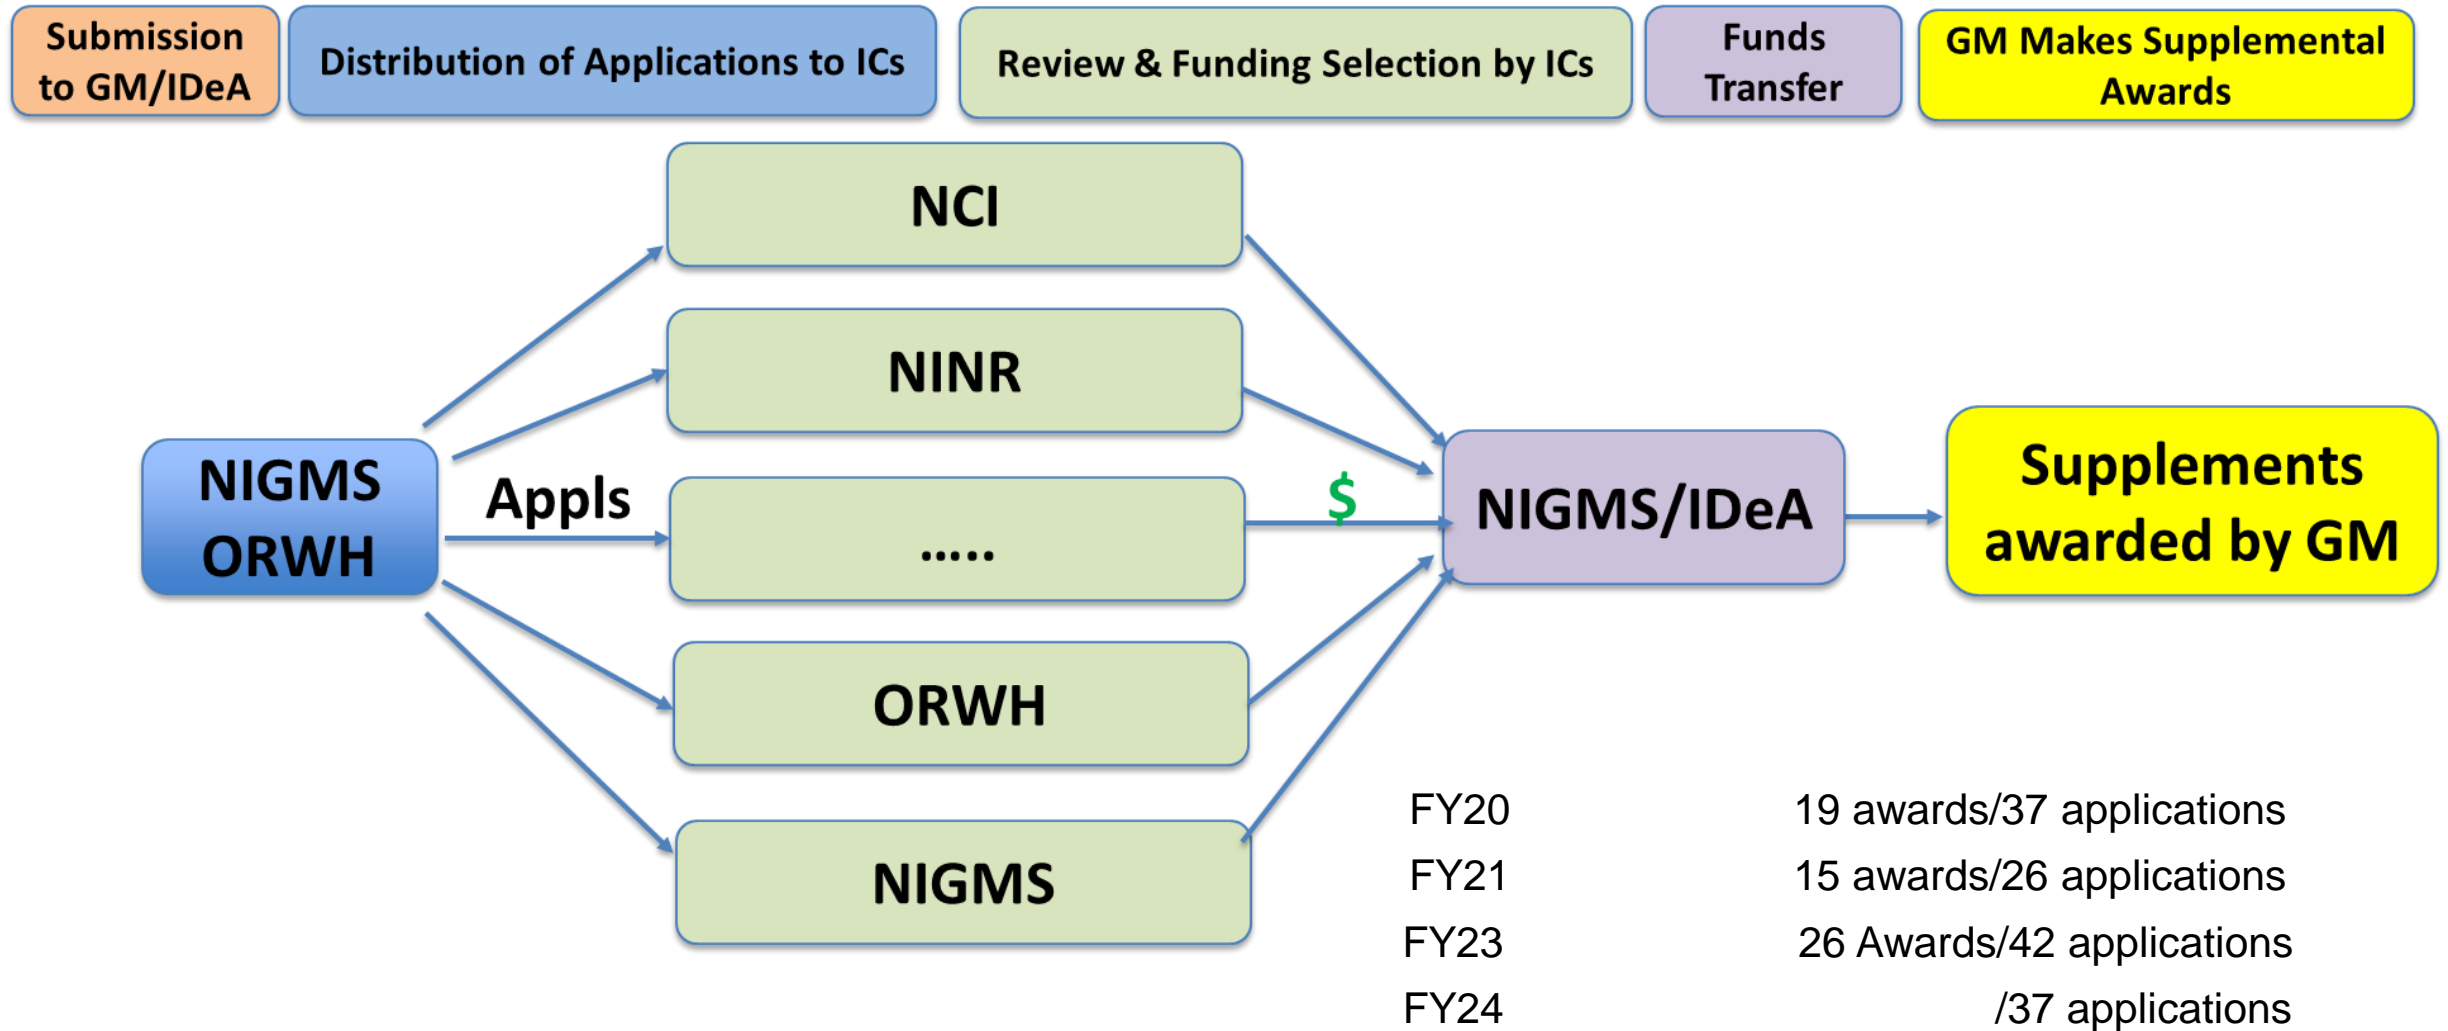 Submission
to GM/IDeA
Distribution of Applications to ICs
Review & Funding Selection by ICs
Funds
Transfer
GM Makes Supplemental
Awards
NCI
NINR
NIGMS
ORWH
Appls
.....
$
NIGMS/IDeA
Supplements
awarded by GM
ORWH
NIGMS
FY20 19 awards/37 applications
FY21 15 awards/26 applications
FY23 26 Awards/42 applications
FY24 /37 applications